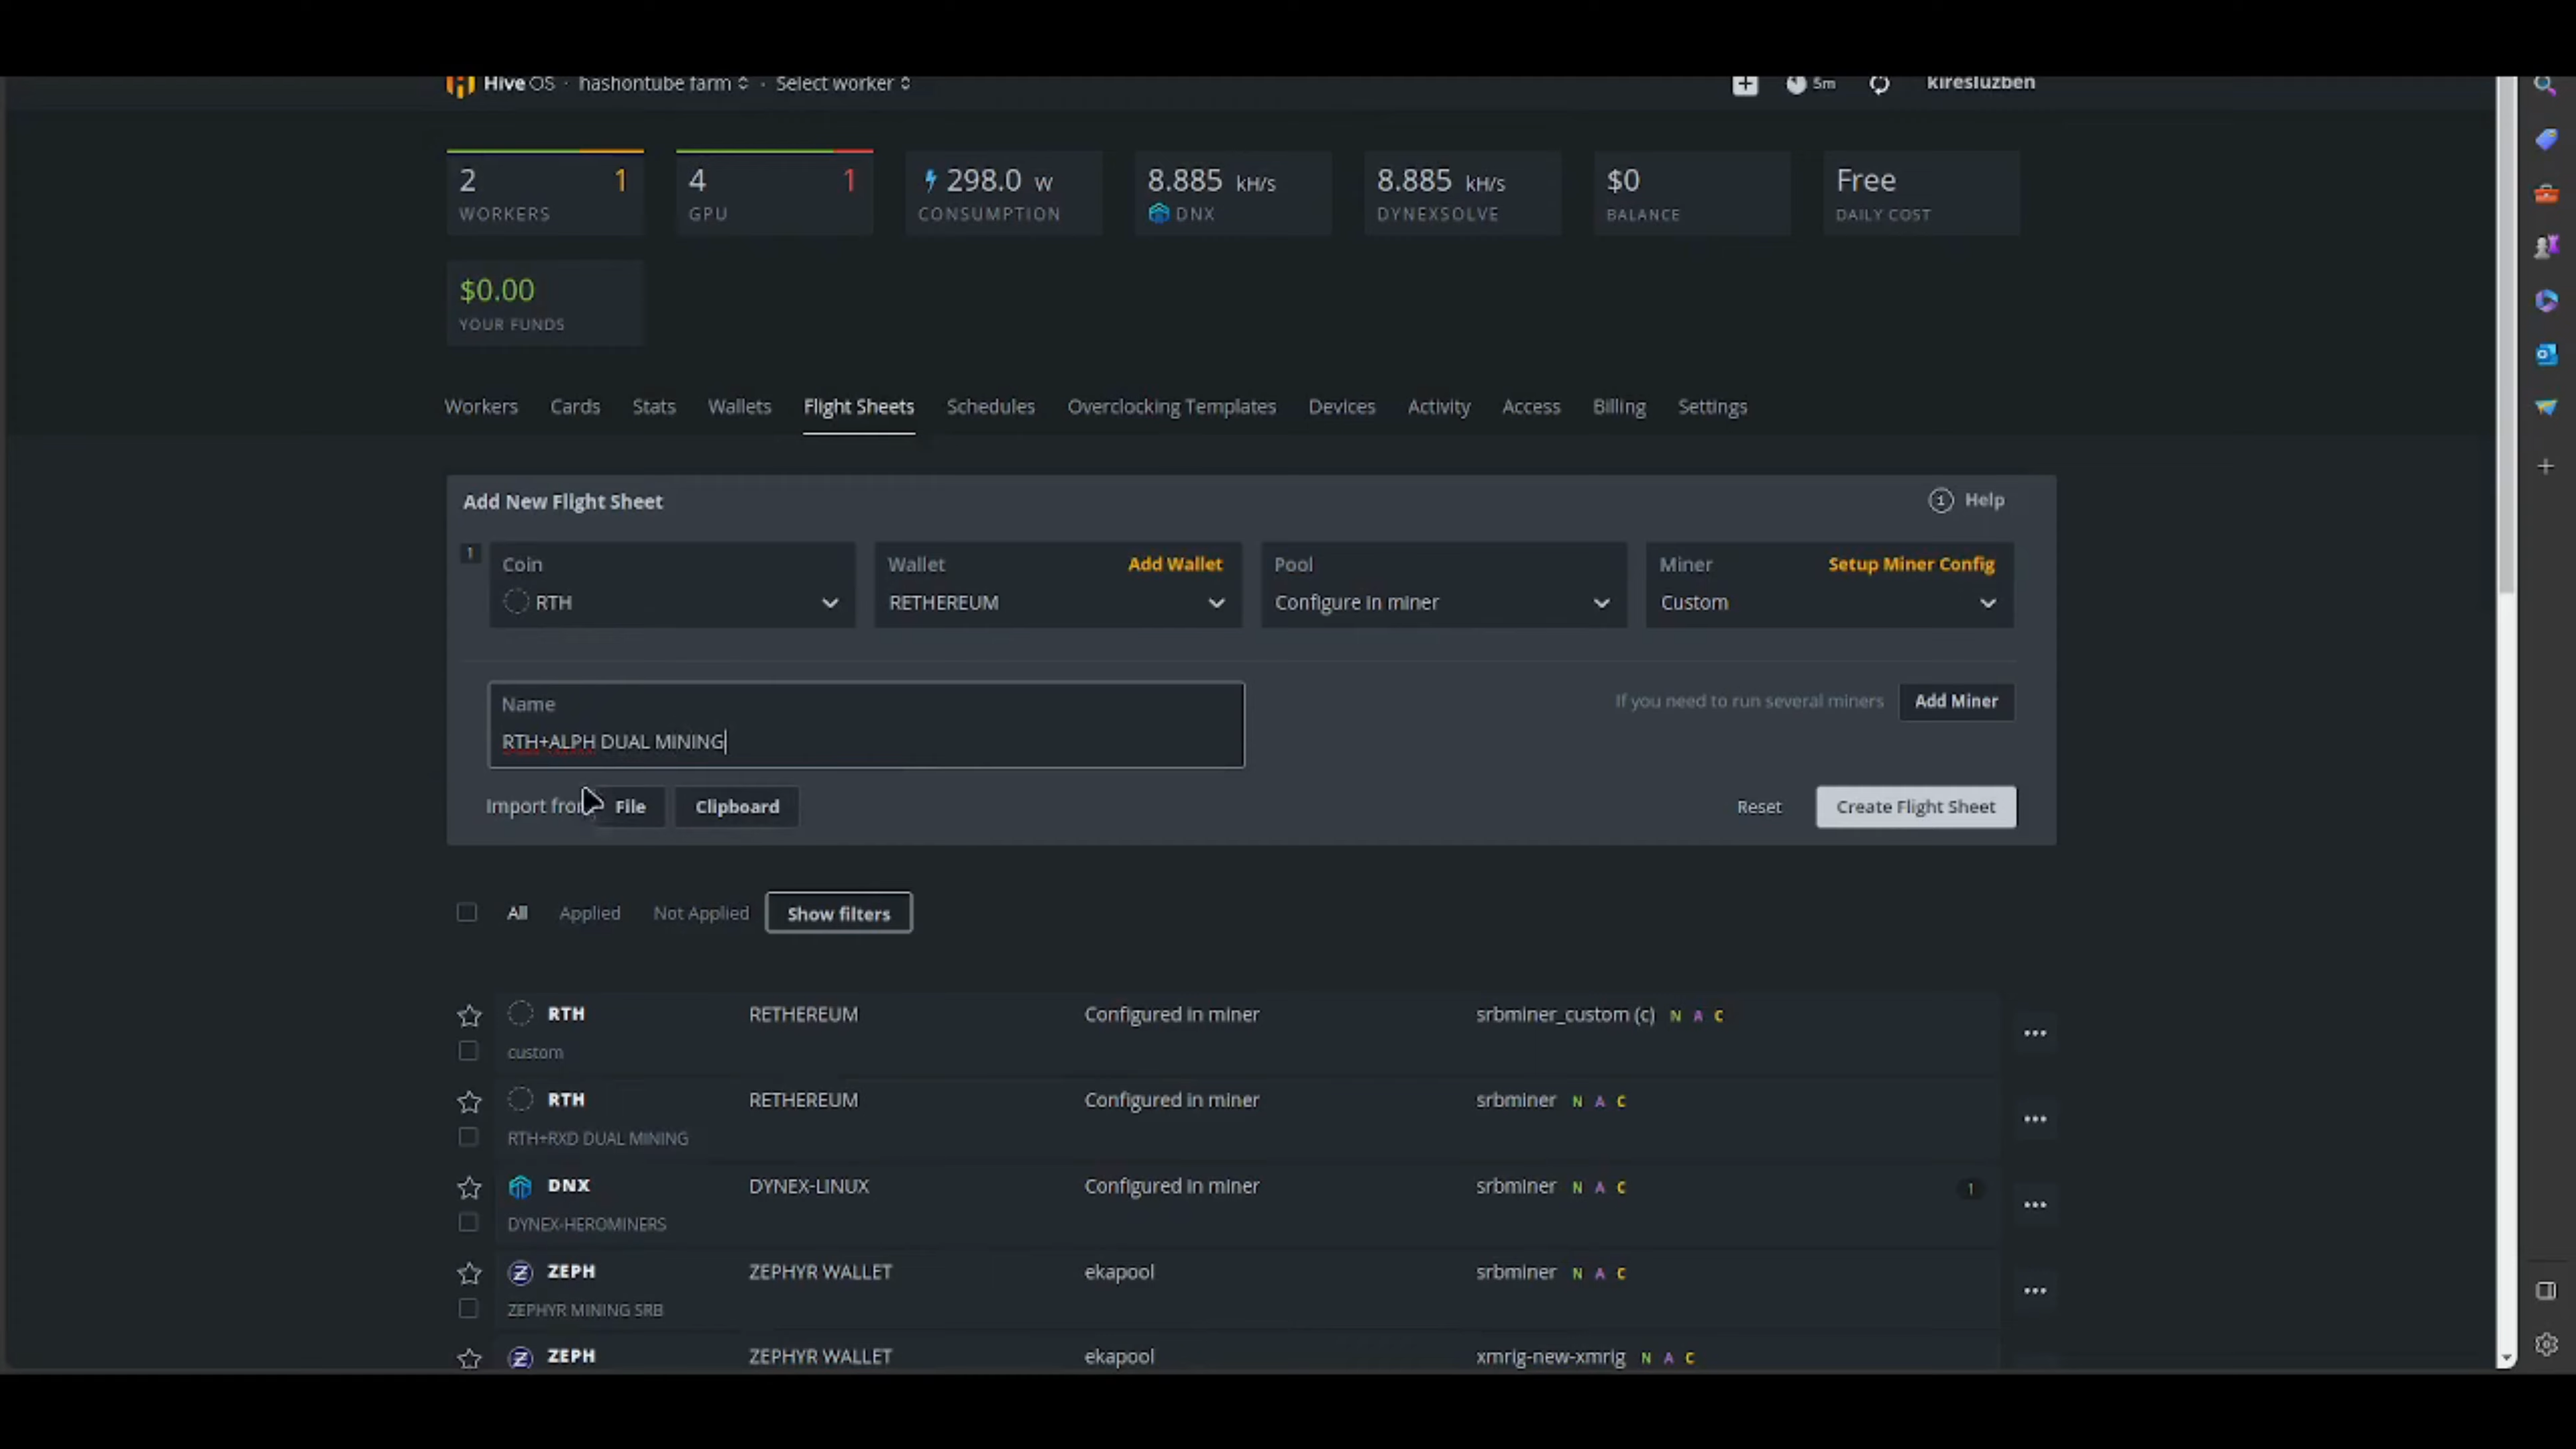 Hive OS · hashontube farm · Select worker
5m
kiresluzben
2 1
WORKERS
4 1
GPU
298.0 W
CONSUMPTION
8.885 kH/s
DNX
8.885 kH/s
DYNEXSOLVE
$0
BALANCE
Free
DAILY COST
$0.00
YOUR FUNDS
Workers Cards Stats Wallets Flight Sheets Schedules Overclocking Templates Devices Activity Access Billing Settings
Add New Flight Sheet
Help
1
Coin
RTH
Wallet Add Wallet
RETHEREUM
Pool
Configure in miner
Miner Setup Miner Config
Custom
Name
RTH+ALPH DUAL MINING
If you need to run several miners Add Miner
Import from File Clipboard
Reset Create Flight Sheet
All Applied Not Applied Show filters
RTH RETHEREUM Configured in miner srbminer_custom (c) N A C
custom
RTH RETHEREUM Configured in miner srbminer N A C
RTH+RXD DUAL MINING
DNX DYNEX-LINUX Configured in miner srbminer N A C 1
DYNEX-HEROMINERS
ZEPH ZEPHYR WALLET ekapool srbminer N A C
ZEPHYR MINING SRB
ZEPH ZEPHYR WALLET ekapool xmrig-new-xmrig N A C